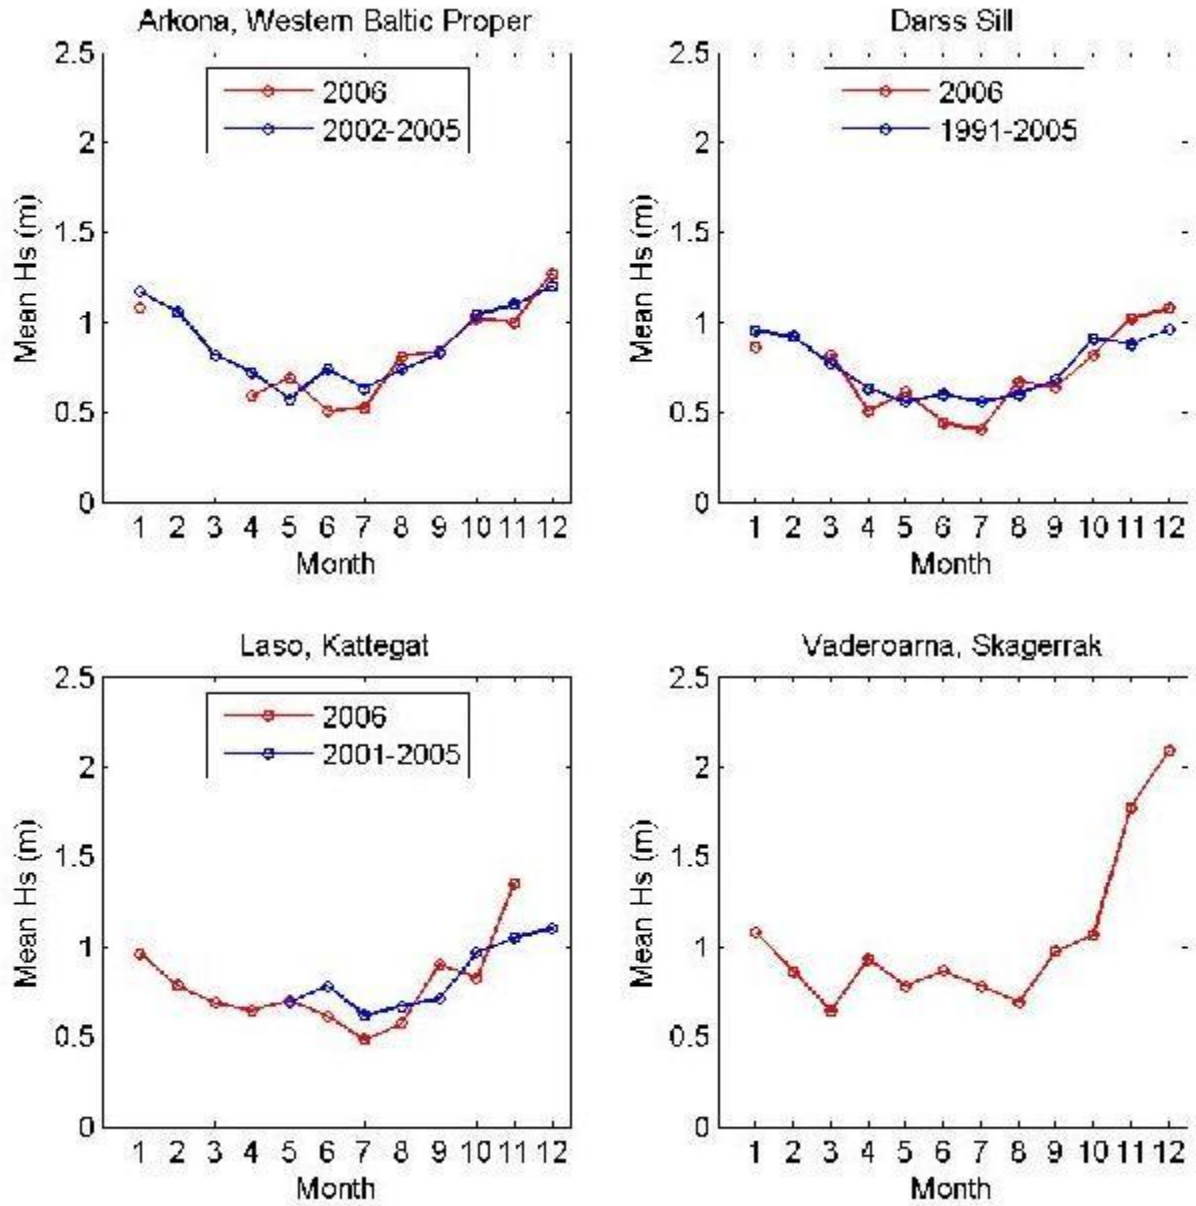 Arkona, Western Baltic Proper
2.5
2
1.5
1
0.5
0
Mean Hs (m)
2006
2002-2005
1 2 3 4 5 6 7 8 9 10 11 12
Month
Darss Sill
2.5
2
1.5
1
0.5
0
Mean Hs (m)
2006
1991-2005
1 2 3 4 5 6 7 8 9 10 11 12
Month
Laso, Kattegat
2.5
2
1.5
1
0.5
0
Mean Hs (m)
2006
2001-2005
1 2 3 4 5 6 7 8 9 10 11 12
Month
Vaderoarna, Skagerrak
2.5
2
1.5
1
0.5
0
Mean Hs (m)
1 2 3 4 5 6 7 8 9 10 11 12
Month